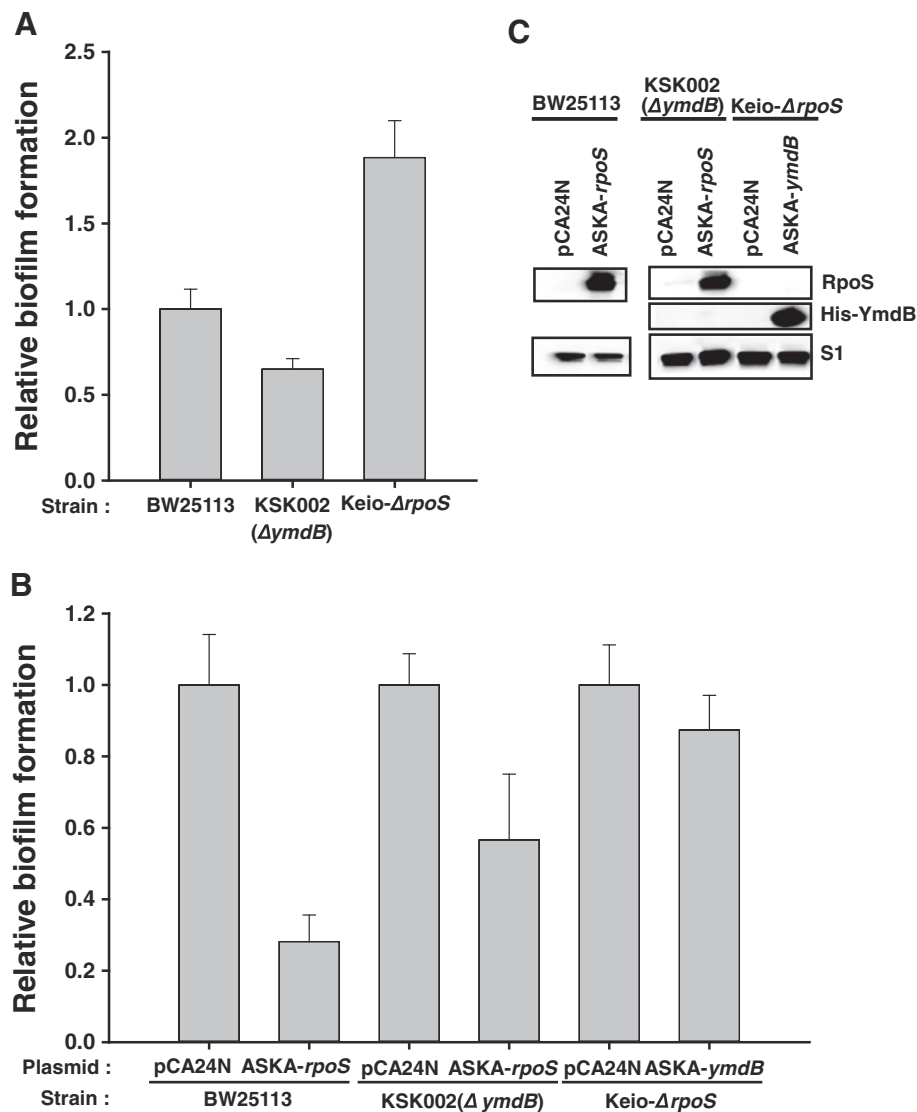 A
Relative biofilm formation
2.5
2.0
1.5
1.0
0.5
0.0
Strain :
BW25113
KSK002
(ΔymdB)
Keio-ΔrpoS
C
BW25113
KSK002
(ΔymdB)
Keio-ΔrpoS
pCA24N
ASKA-rpoS
pCA24N
ASKA-rpoS
pCA24N
ASKA-ymdB
RpoS
His-YmdB
S1
B
Relative biofilm formation
1.2
1.0
0.8
0.6
0.4
0.2
0.0
Plasmid : pCA24N ASKA-rpoS pCA24N ASKA-rpoS pCA24N ASKA-ymdB
Strain : BW25113 KSK002(Δ ymdB) Keio-ΔrpoS